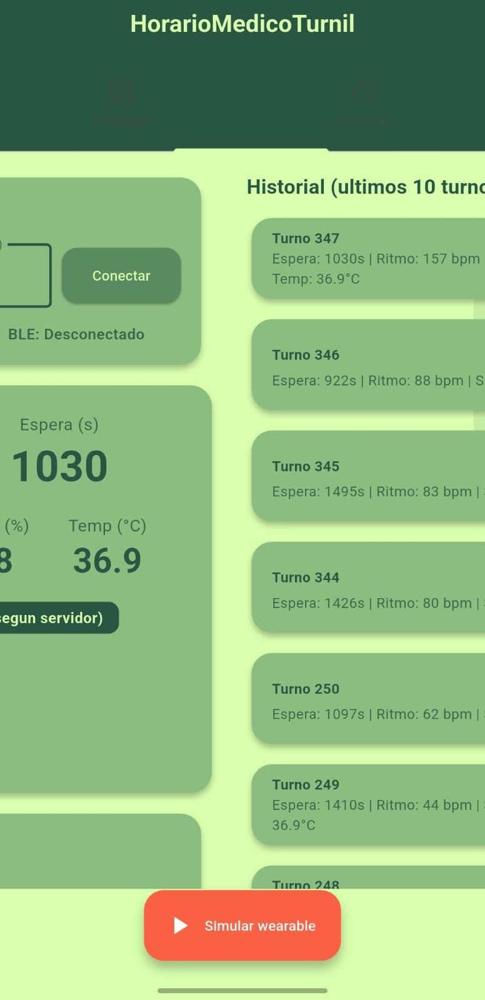 HorarioMedicoTurnil
Principal
Historial
)
Conectar
BLE: Desconectado
Espera (s)
1030
(%)
Temp (°C)
8
36.9
segun servidor)
Historial (ultimos 10 turno
Turno 347
Espera: 1030s | Ritmo: 157 bpm
Temp: 36.9°C
Turno 346
Espera: 922s | Ritmo: 88 bpm | S
Turno 345
Espera: 1495s | Ritmo: 83 bpm |
Turno 344
Espera: 1426s | Ritmo: 80 bpm |
Turno 250
Espera: 1097s | Ritmo: 62 bpm |
Turno 249
Espera: 1410s | Ritmo: 44 bpm |
36.9°C
Turno 248
Simular wearable